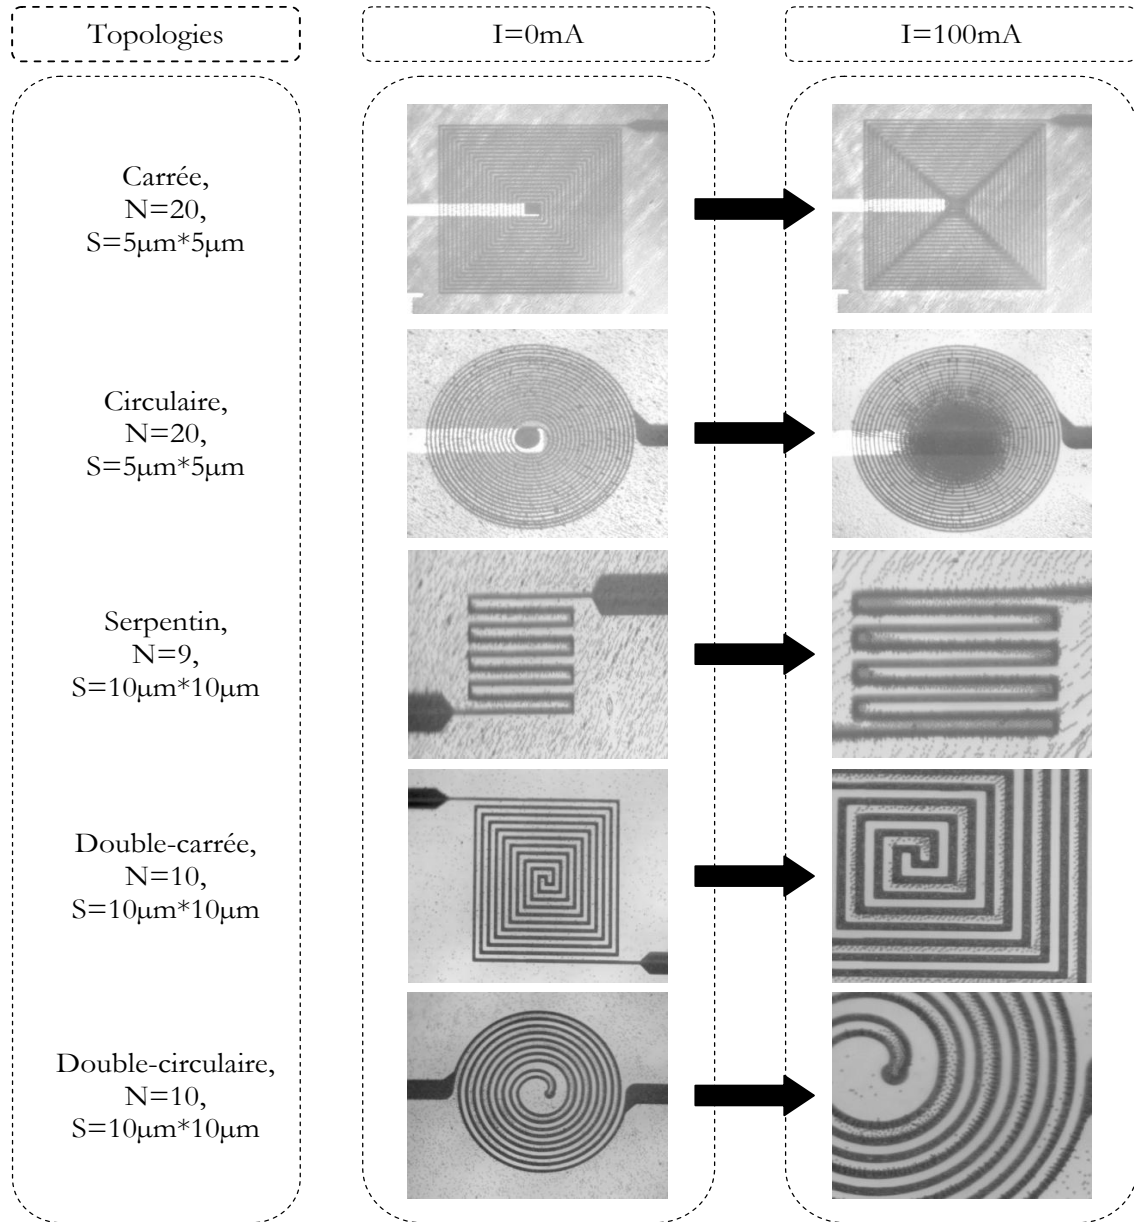 Topologies
I=0mA
I=100mA
Carrée,
N=20,
S=5µm*5µm
Circulaire,
N=20,
S=5µm*5µm
Serpentin,
N=9,
S=10µm*10µm
Double-carrée,
N=10,
S=10µm*10µm
Double-circulaire,
N=10,
S=10µm*10µm